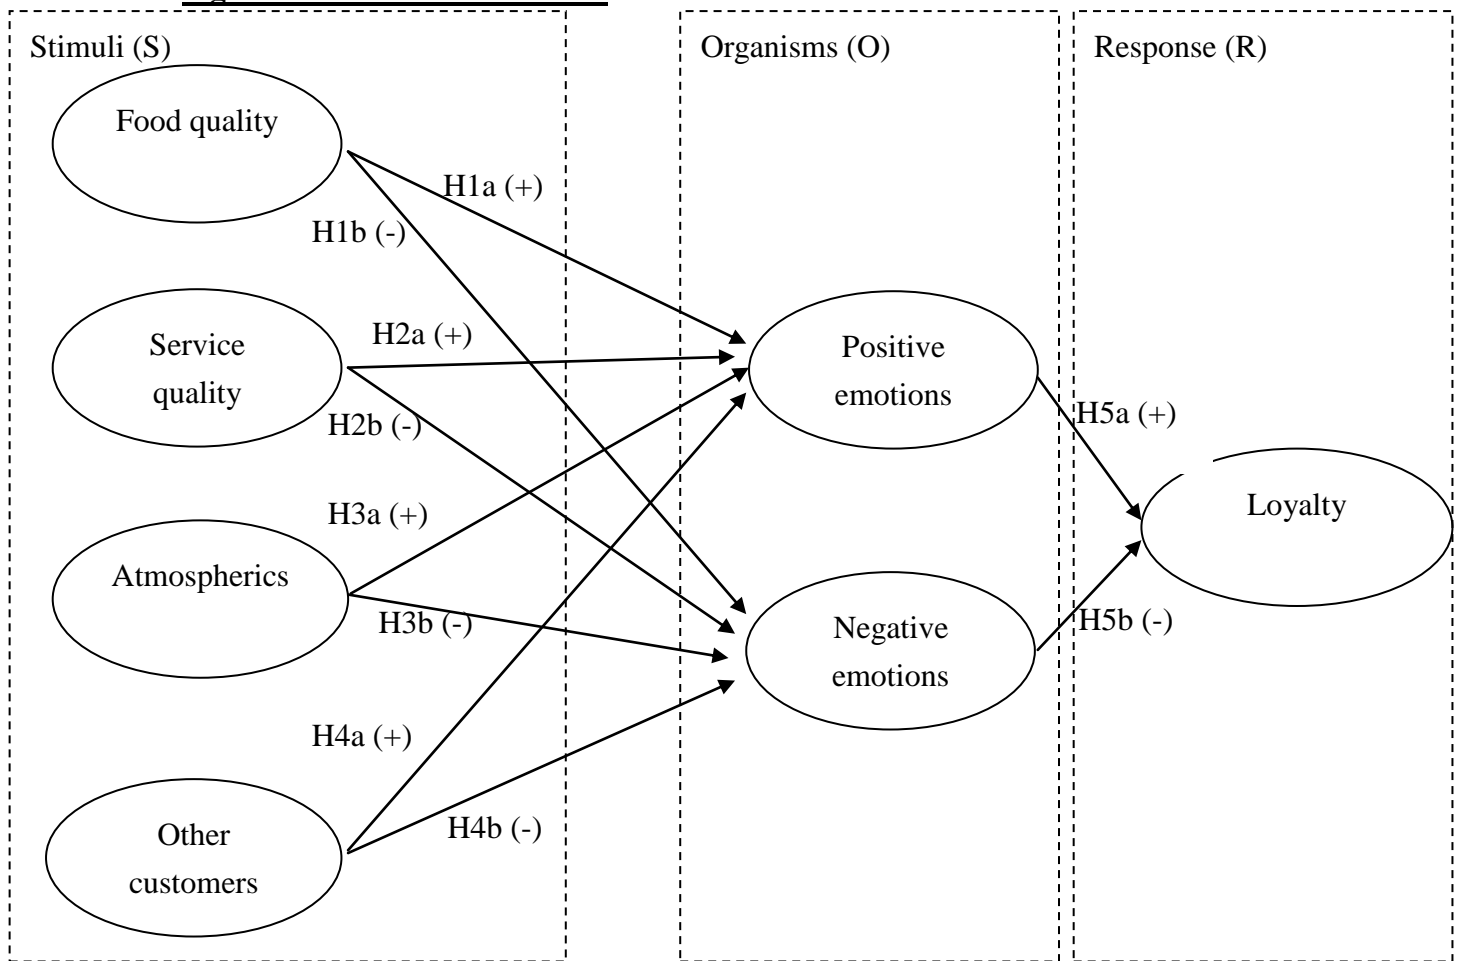 Stimuli (S)
Organisms (O)
Response (R)
Food quality
H1a (+)
H1b (-)
Service
quality
H2a (+)
H2b (-)
Positive
emotions
H5a (+)
Loyalty
H3a (+)
Atmospherics
H3b (-)
Negative
emotions
H5b (-)
H4a (+)
Other
customers
H4b (-)